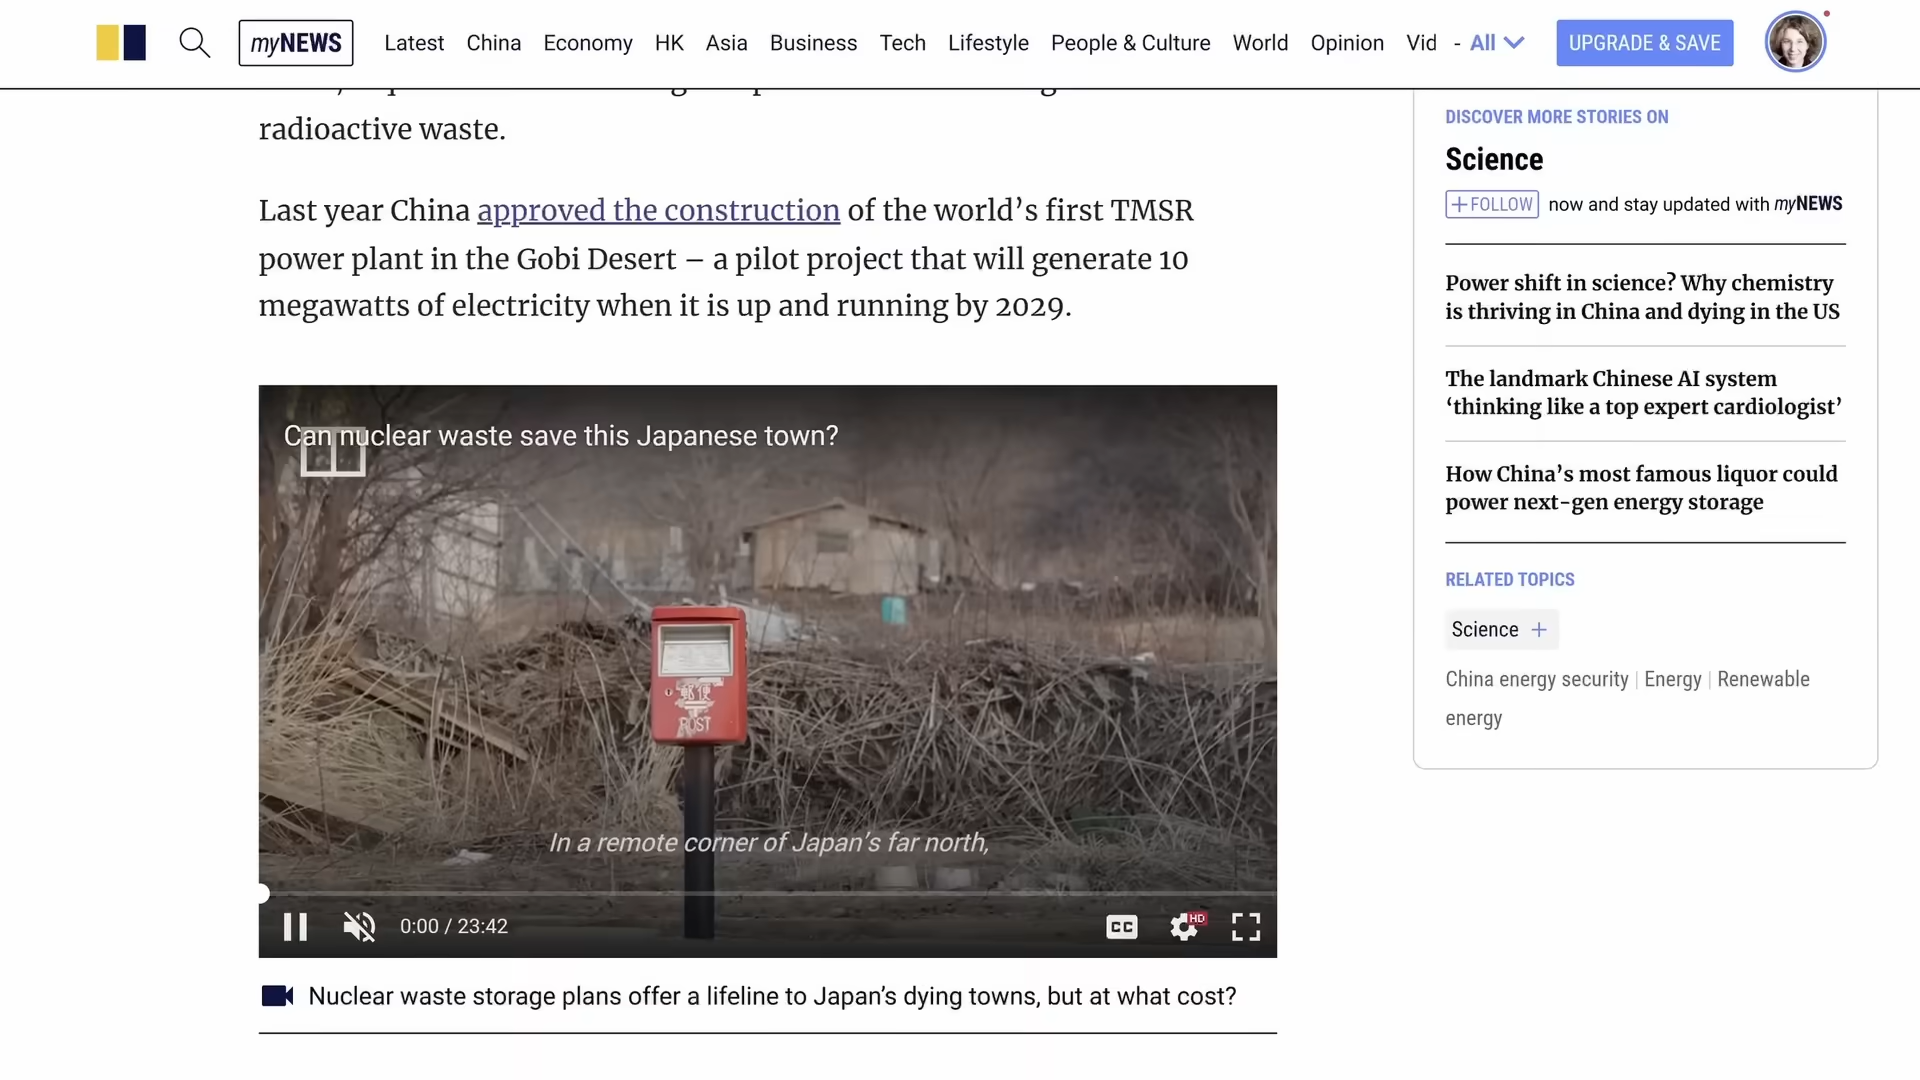 myNEWS
Latest China Economy HK Asia Business Tech Lifestyle People & Culture World Opinion Vid - All UPGRADE & SAVE
radioactive waste.
Last year China approved the construction of the world’s first TMSR
power plant in the Gobi Desert – a pilot project that will generate 10
megawatts of electricity when it is up and running by 2029.
Can nuclear waste save this Japanese town?
郵便
POST
In a remote corner of Japan’s far north,
0:00 / 23:42
CC
HD
Nuclear waste storage plans offer a lifeline to Japan’s dying towns, but at what cost?
DISCOVER MORE STORIES ON
Science
+FOLLOW now and stay updated with myNEWS
Power shift in science? Why chemistry
is thriving in China and dying in the US
The landmark Chinese AI system
‘thinking like a top expert cardiologist’
How China’s most famous liquor could
power next-gen energy storage
RELATED TOPICS
Science +
China energy security | Energy | Renewable
energy